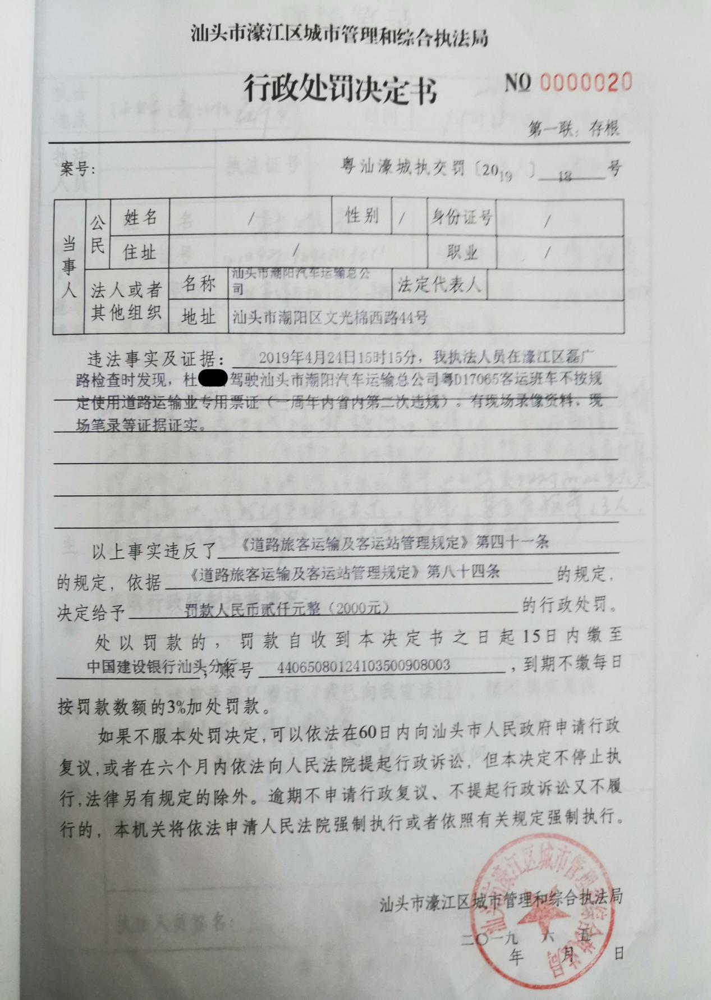 汕头市濠江区城市管理和综合执法局
行政处罚决定书 NO 0000020
第一联：存根
案号： 粤汕濠城执交罚〔2019〕18号
当事人 公民 姓名 / 性别 / 身份证号 /
住址 / 职业 /
法人或者其他组织 名称 汕头市潮阳汽车运输总公司 法定代表人
地址 汕头市潮阳区文光棉西路44号
违法事实及证据：2019年4月24日15时15分，我执法人员在濠江区磊广
路检查时发现，杜 驾驶汕头市潮阳汽车运输总公司粤D17065客运班车不按规
定使用道路运输业专用票证（一周年内省内第二次违规）。有现场录像资料、现
场笔录等证据证实。
以上事实违反了《道路旅客运输及客运站管理规定》第四十一条
的规定，依据《道路旅客运输及客运站管理规定》第八十四条的规定，
决定给予罚款人民币贰仟元整（2000元）的行政处罚。
处以罚款的，罚款自收到本决定书之日起15日内缴至
中国建设银行汕头分行，账号44065080124103500908003，到期不缴每日
按罚款数额的3%加处罚款。
如果不服本处罚决定，可以依法在60日内向汕头市人民政府申请行政
复议，或者在六个月内依法向人民法院提起行政诉讼，但本决定不停止执
行，法律另有规定的除外。逾期不申请行政复议、不提起行政诉讼又不履
行的，本机关将依法申请人民法院强制执行或者依照有关规定强制执行。
汕头市濠江区城市管理和综合执法局
二〇一九年六月五日
汕头市濠江区城市管理和综合执法局